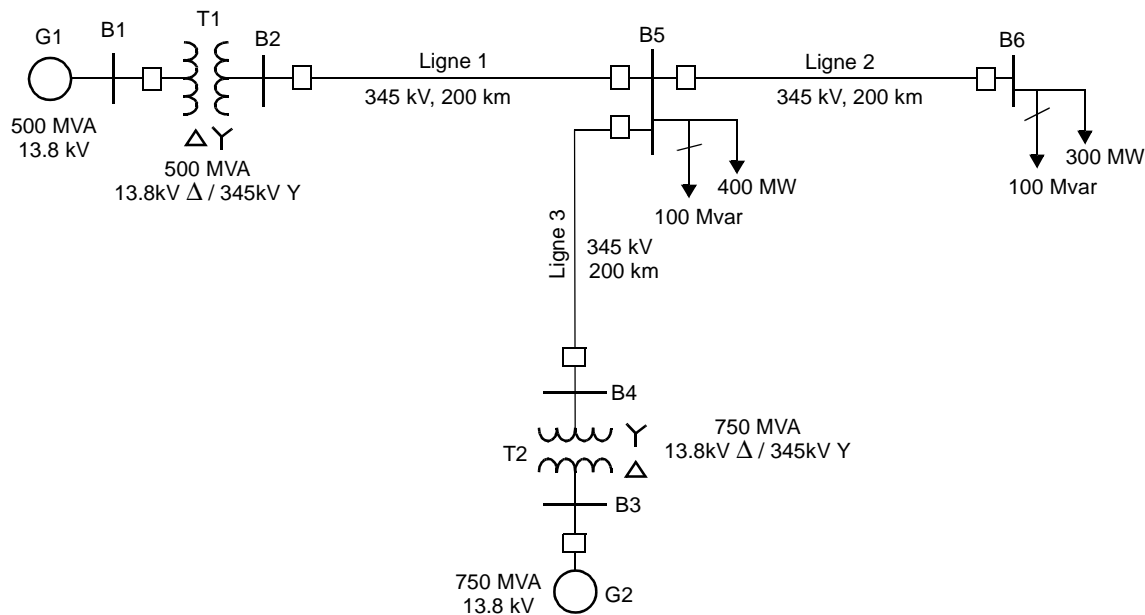 G1
B1
T1
B2
Ligne 1
345 kV, 200 km
B5
Ligne 2
345 kV, 200 km
B6
500 MVA
13.8 kV
Δ Y
500 MVA
13.8kV Δ / 345kV Y
400 MW
100 Mvar
300 MW
100 Mvar
Ligne 3
345 kV
200 km
B4
T2
Y
Δ
750 MVA
13.8kV Δ / 345kV Y
B3
750 MVA
13.8 kV
G2